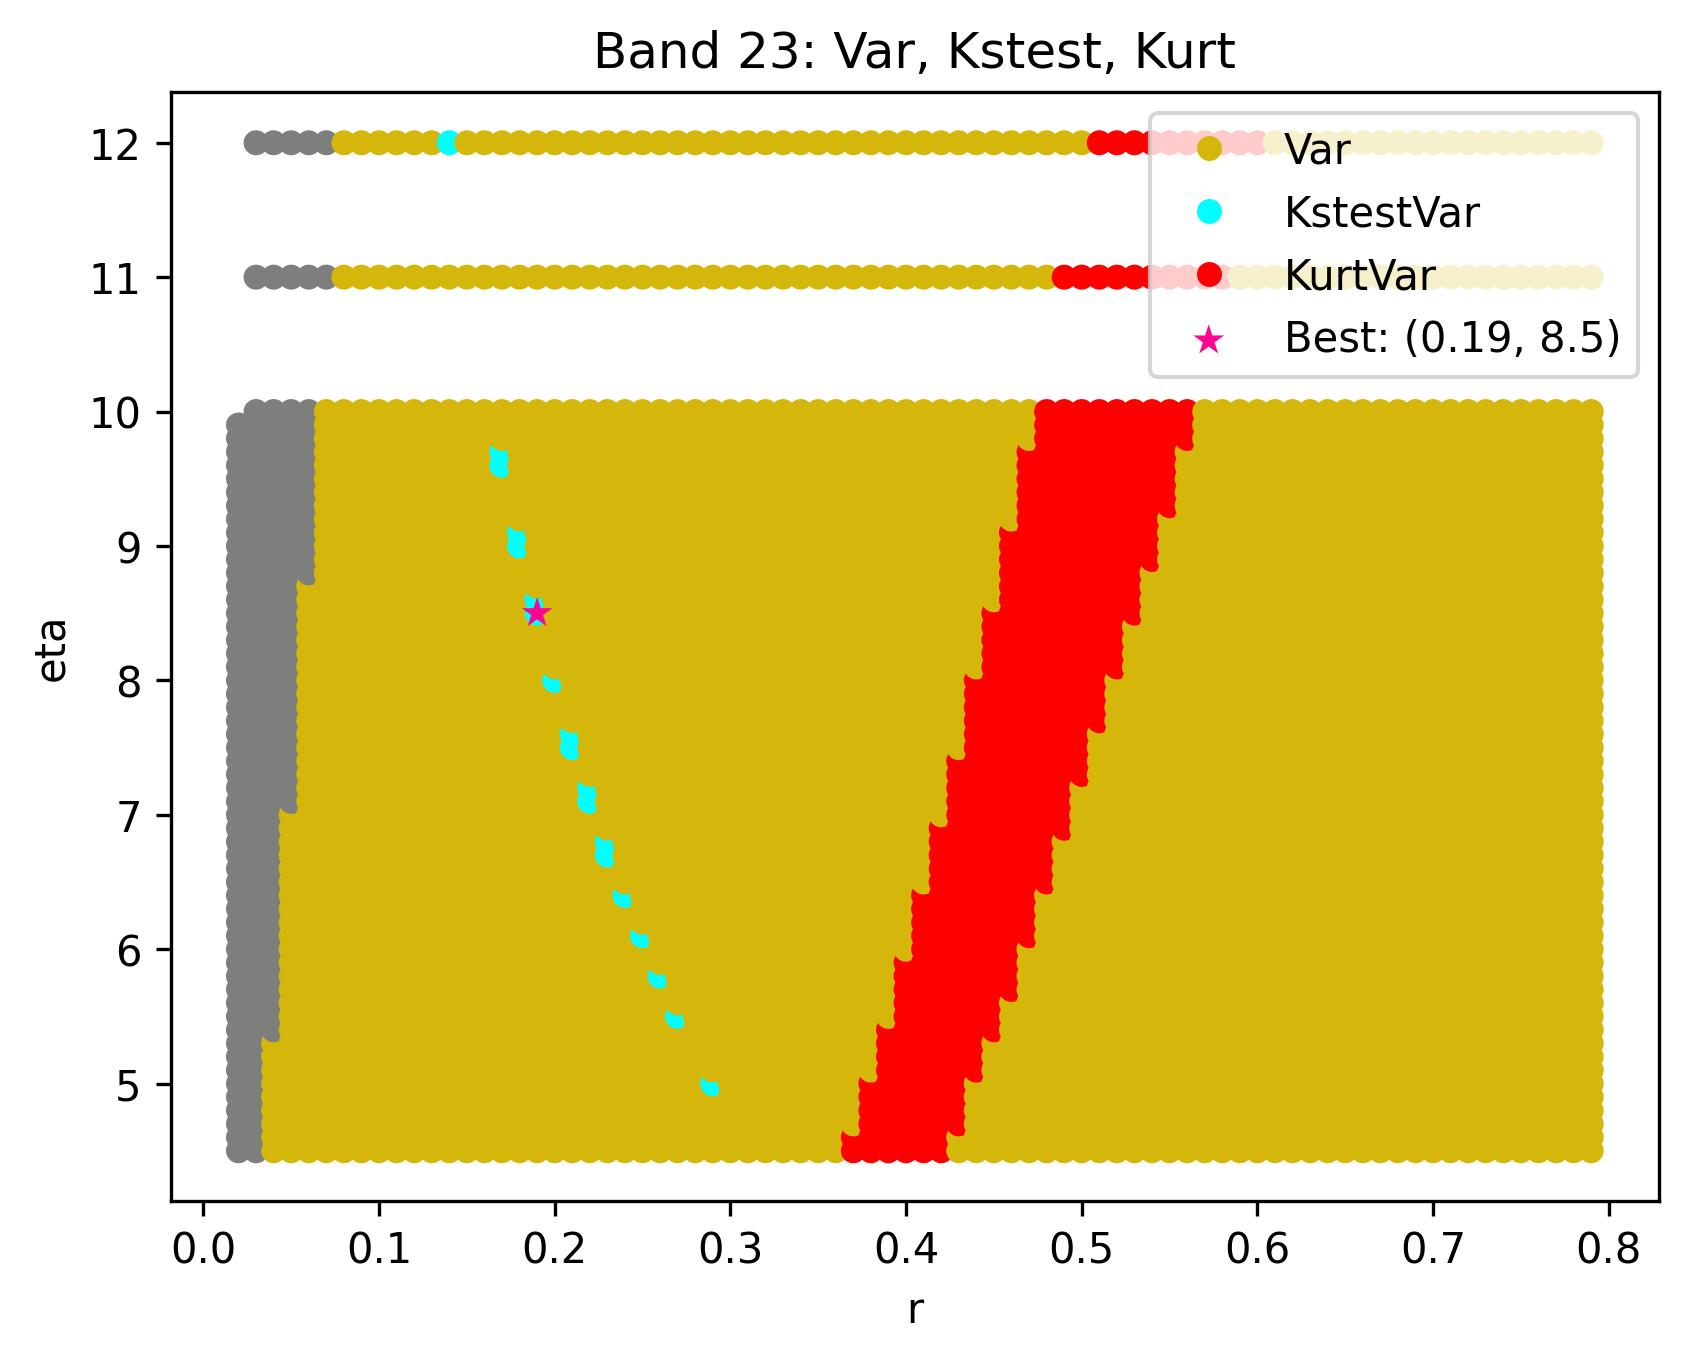 Band 23: Var, Kstest, Kurt
12
11
10
9
8
7
6
5
eta
Var
KstestVar
KurtVar
Best: (0.19, 8.5)
0.0 0.1 0.2 0.3 0.4 0.5 0.6 0.7 0.8
r